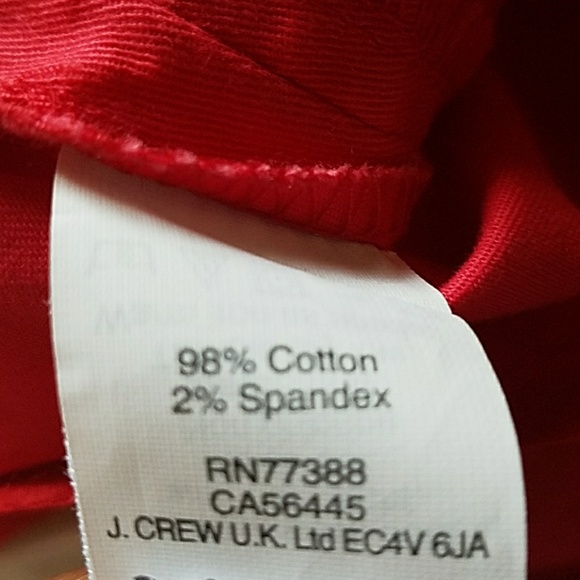 98% Cotton
2% Spandex
RN77388
CA56445
J. CREW U.K. Ltd EC4V 6JA